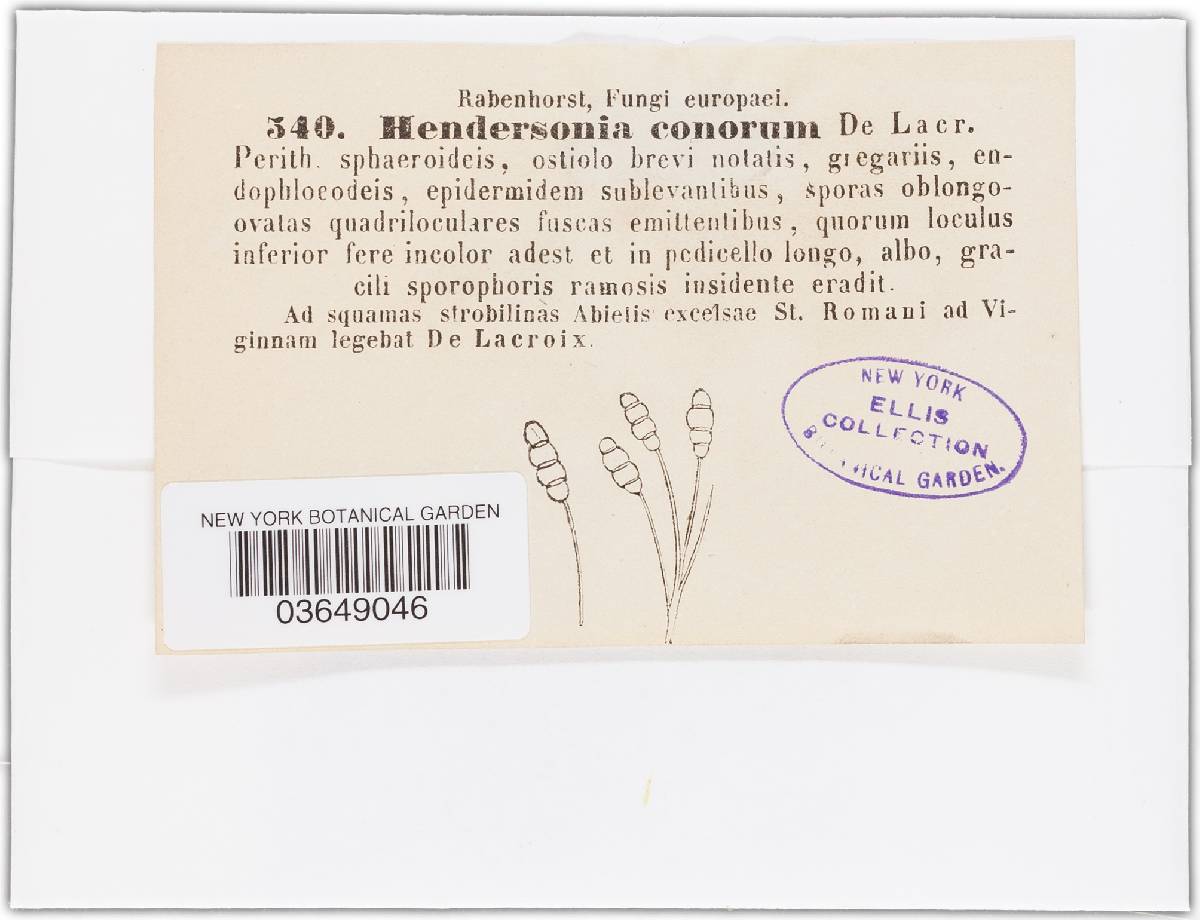 Rabenhorst, Fungi europaei.
540. Hendersonia conorum De Lacr.
Perith. sphaeroideis, ostiolo brevi notatis, gregariis, en-
dophloeodeis, epidermidem sublevantibus, sporas oblongo-
ovatas quadriloculares fuscas emittentibus, quorum loculus
inferior fere incolor adest et in pedicello longo, albo, gra-
cili sporophoris ramosis insidente eradit.
Ad squamas strobilinas Abietis excelsae St. Romani ad Vi-
ginnam legebat De Lacroix.
NEW YORK
ELLIS
COLLECTION
BOTANICAL GARDEN.
NEW YORK BOTANICAL GARDEN
03649046